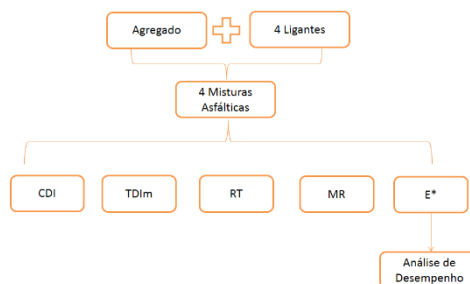 Agregado
4 Ligantes
4 Misturas
Asfálticas
CDI
TDIm
RT
MR
E*
Análise de
Desempenho